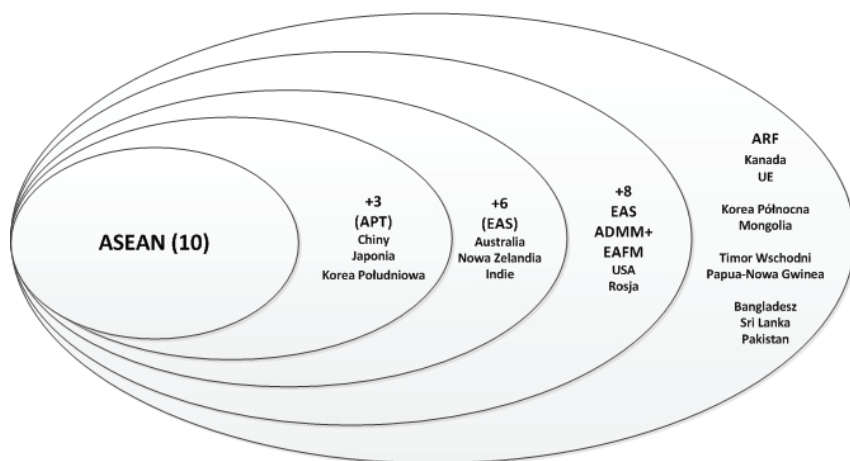 ASEAN (10)
+3
(APT)
Chiny
Japonia
Korea Południowa
+6
(EAS)
Australia
Nowa Zelandia
Indie
+8
EAS
ADMM+
EAFM
USA
Rosja
ARF
Kanada
UE
Korea Północna
Mongolia
Timor Wschodni
Papua-Nowa Gwinea
Bangladesz
Sri Lanka
Pakistan